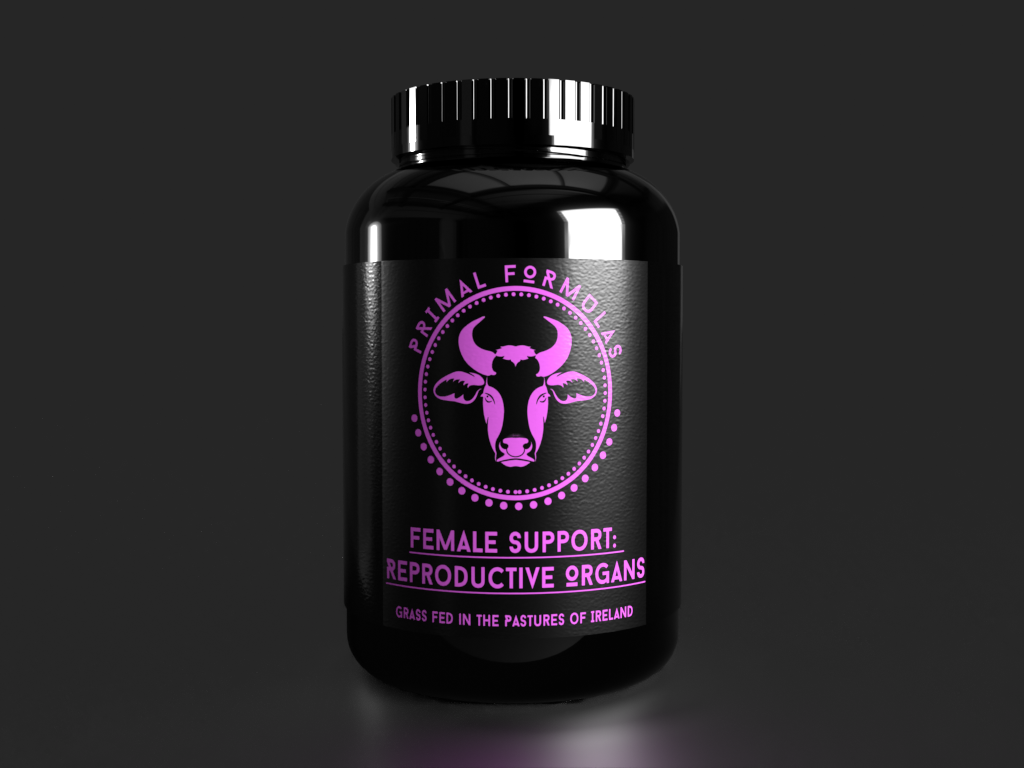 PRIMAL FORMULAS
FEMALE SUPPORT:
REPRODUCTIVE ORGANS
GRASS FED IN THE PASTURES OF IRELAND